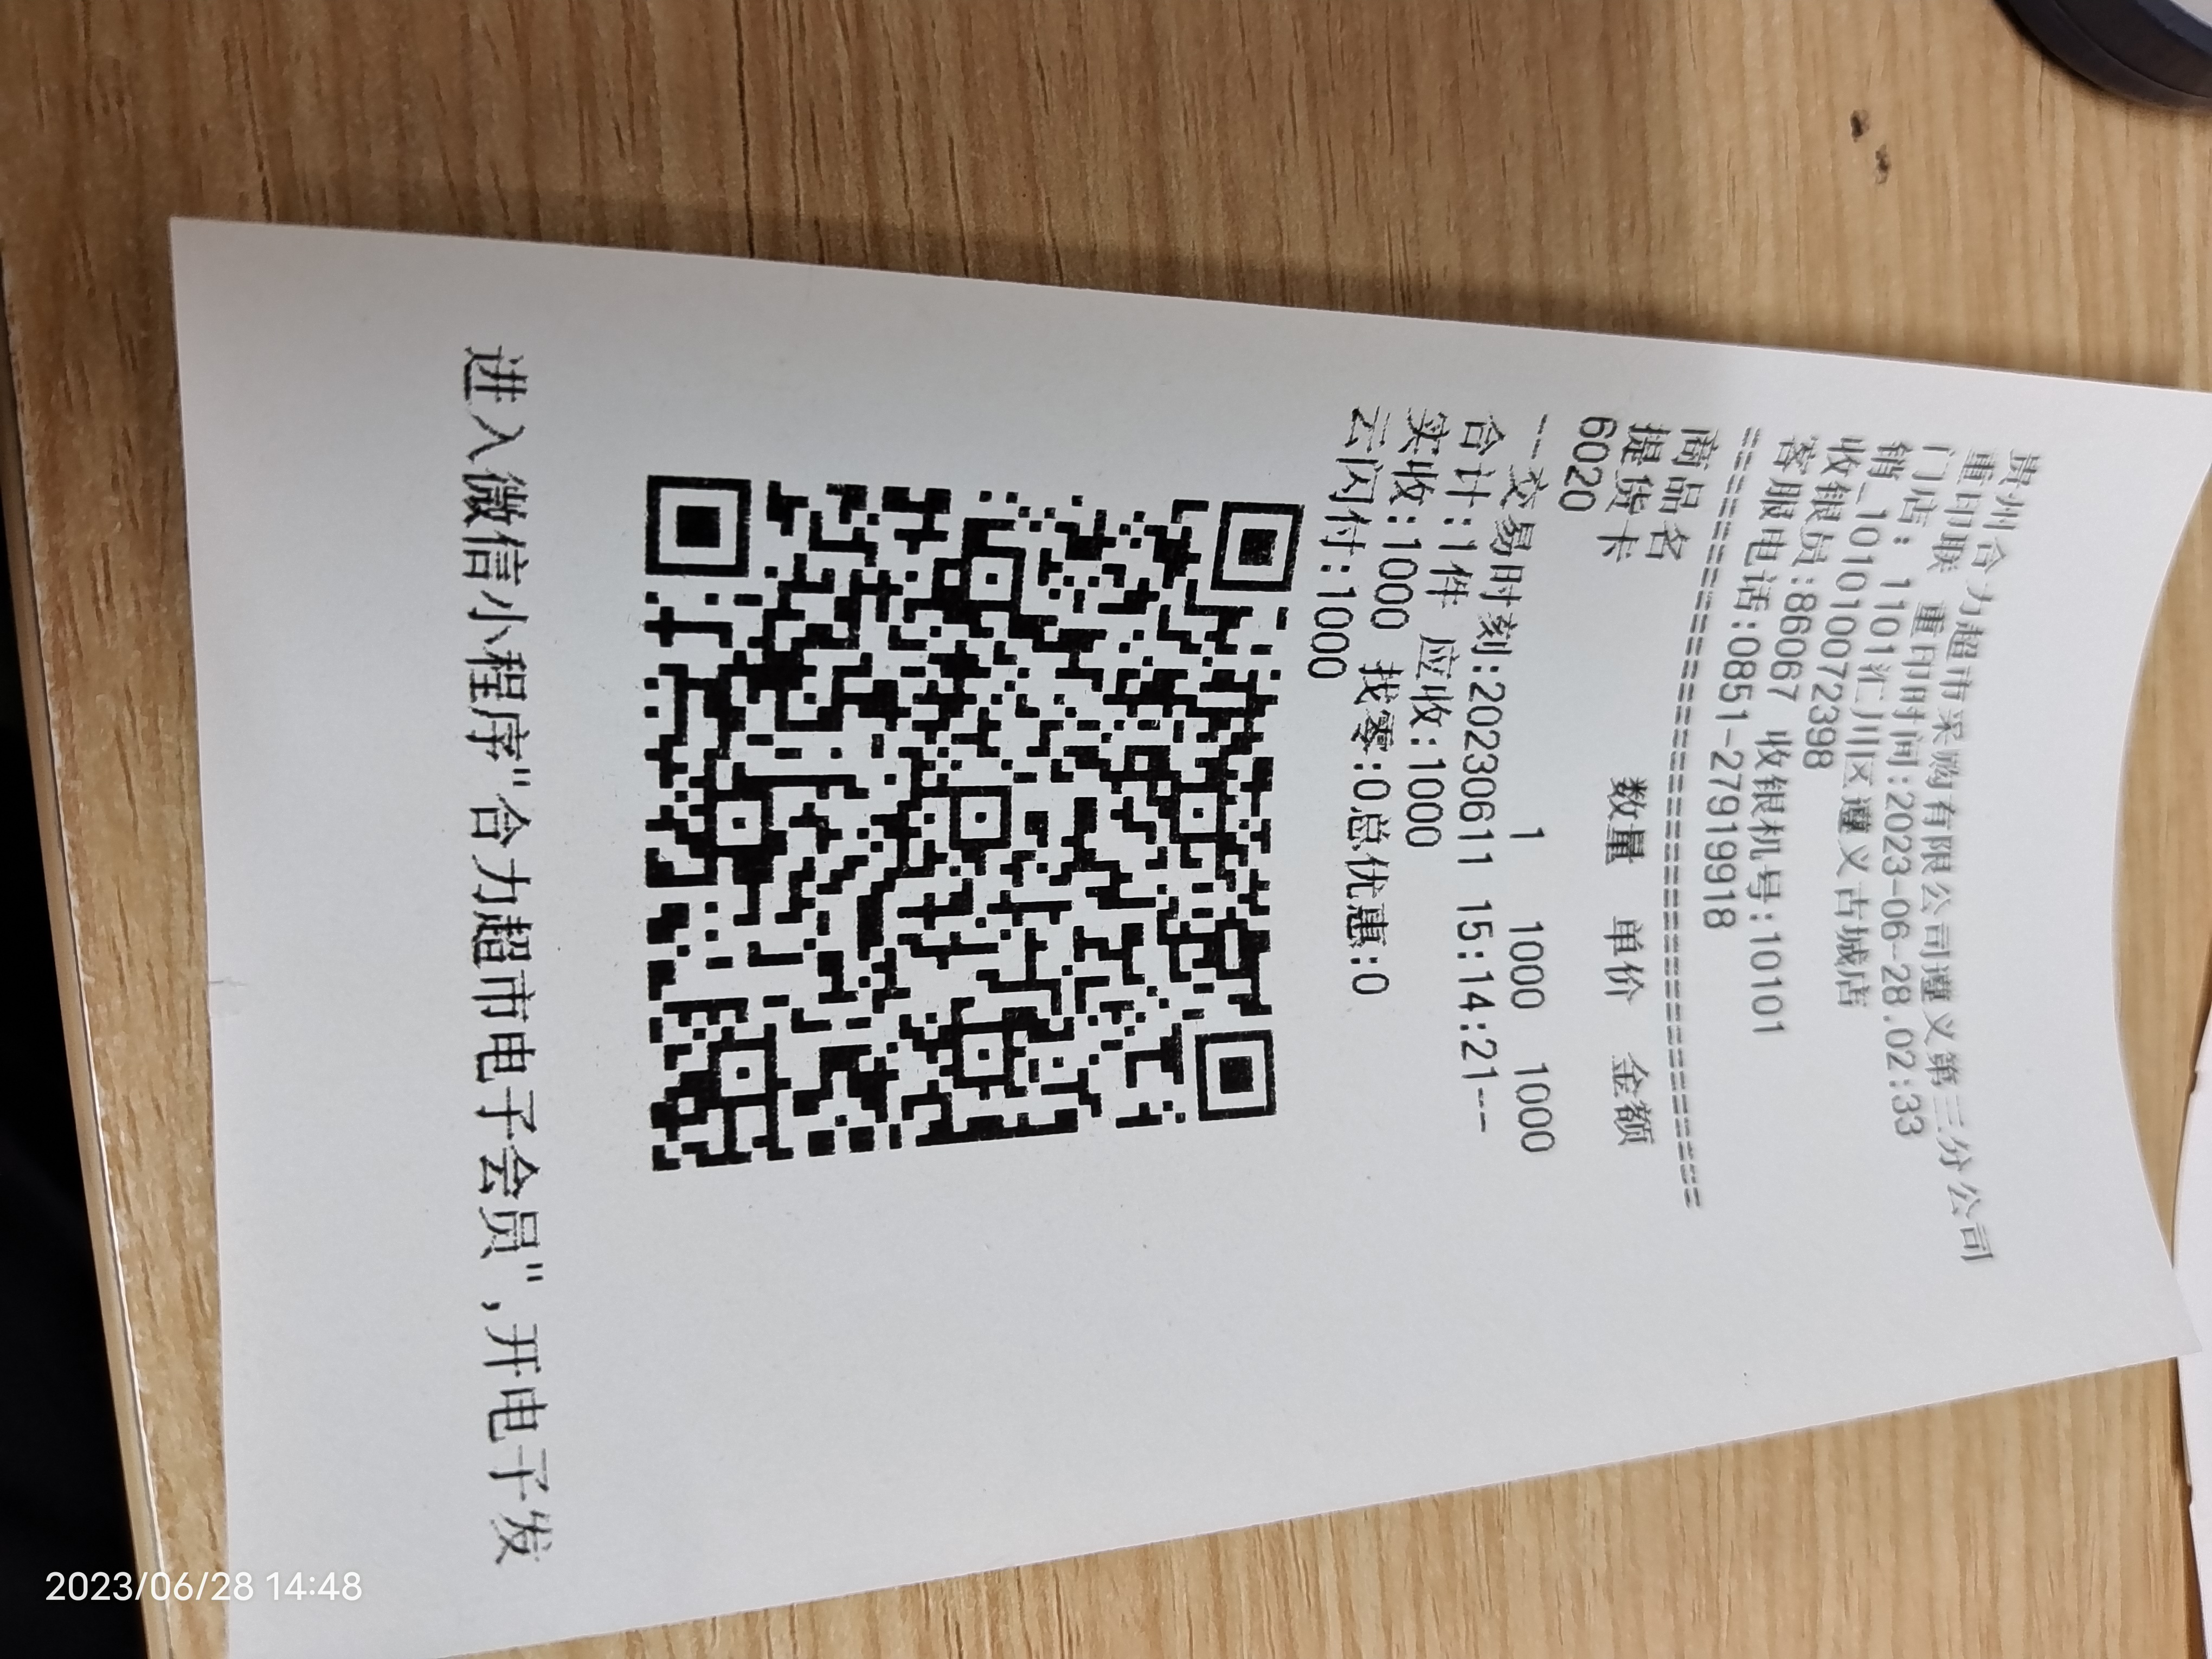 贵州合力超市采购有限公司遵义第三分公司
重印联 重印时间:2023-06-28.02:33
门店: 1101汇川区遵义古城店
销_101010072398
收银员:86067 收银机号:10101
客服电话:0851-27919918
==========================================
商品名 数量 单价 金额
提货卡
6020 1 1000 1000
--交易时刻:20230611 15:14:21--
合计:1件 应收:1000
实收:1000 找零:0总优惠:0
云闪付:1000
进入微信小程序"合力超市电子会员",开电子发
2023/06/28 14:48